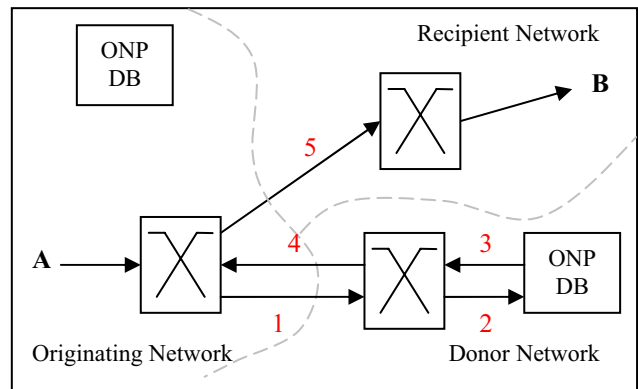 ONP
DB
Recipient Network
B
5
A
4
3
ONP
DB
1
2
Originating Network
Donor Network